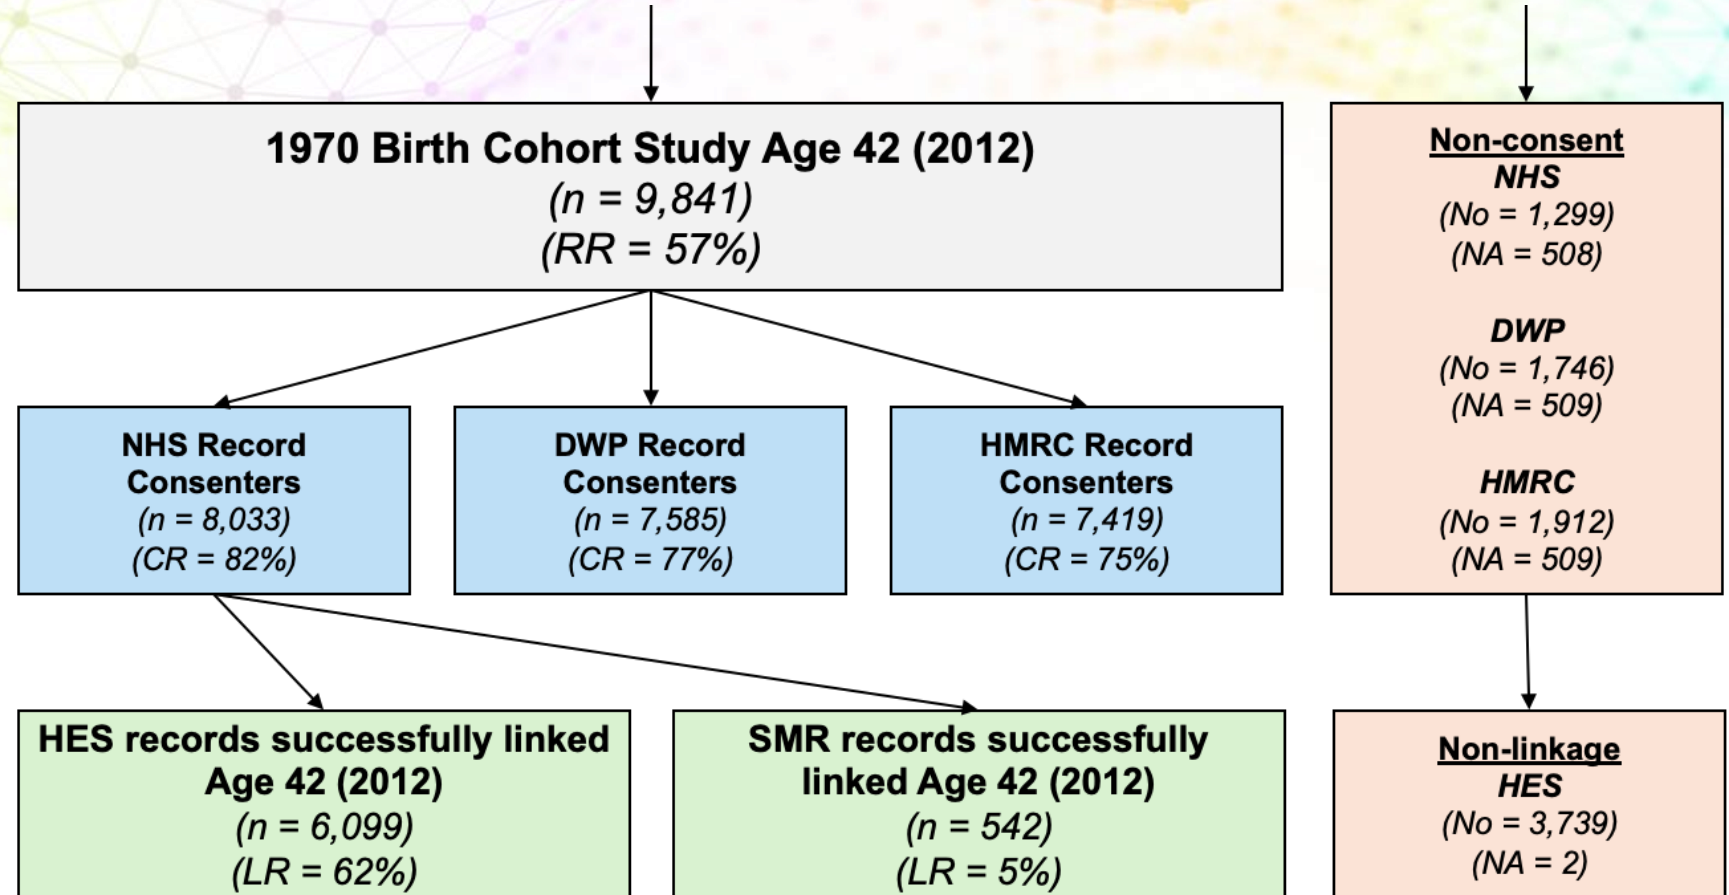 1970 Birth Cohort Study Age 42 (2012)
(n = 9,841)
(RR = 57%)
Non-consent
NHS
(No = 1,299)
(NA = 508)
DWP
(No = 1,746)
(NA = 509)
HMRC
(No = 1,912)
(NA = 509)
NHS Record
Consenters
(n = 8,033)
(CR = 82%)
DWP Record
Consenters
(n = 7,585)
(CR = 77%)
HMRC Record
Consenters
(n = 7,419)
(CR = 75%)
HES records successfully linked
Age 42 (2012)
(n = 6,099)
(LR = 62%)
SMR records successfully
linked Age 42 (2012)
(n = 542)
(LR = 5%)
Non-linkage
HES
(No = 3,739)
(NA = 2)